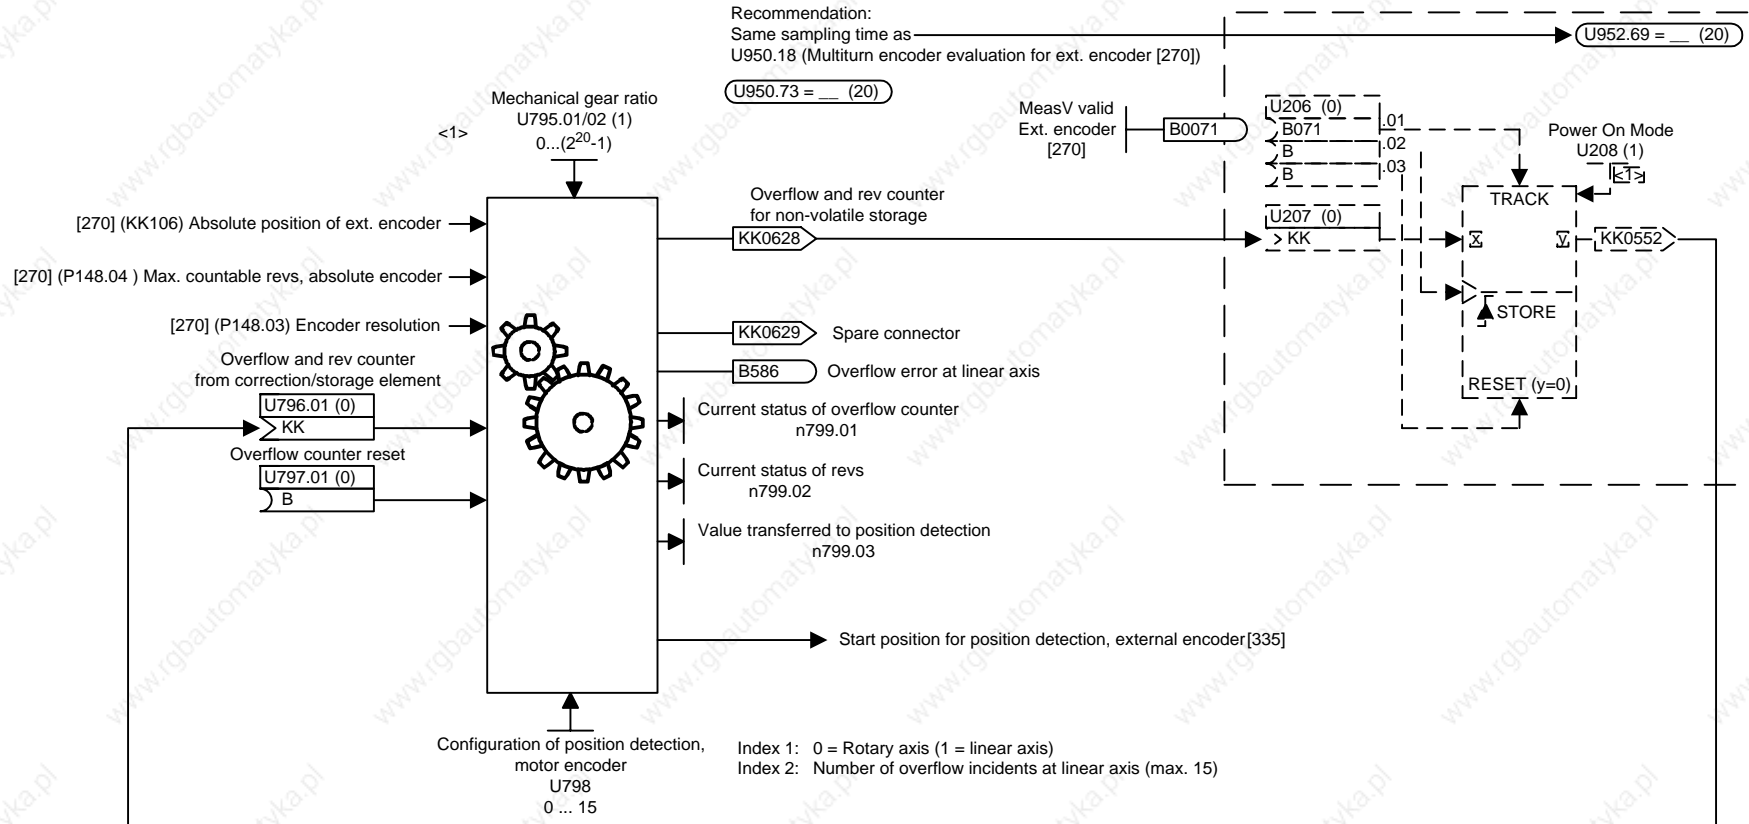 Recommendation:
Same sampling time as
U950.18 (Multiturn encoder evaluation for ext. encoder [270])
U952.69 = __ (20)
U950.73 = __ (20)
Mechanical gear ratio
U795.01/02 (1)
0...(2^20-1)
<1>
MeasV valid
Ext. encoder
[270]
B0071
U206 (0)
B071
B
B
.01
.02
.03
Power On Mode
U208 (1)
<1>
TRACK
[270] (KK106) Absolute position of ext. encoder
Overflow and rev counter
for non-volatile storage
KK0628
U207 (0)
KK
x
y
KK0552
[270] (P148.04 ) Max. countable revs, absolute encoder
STORE
[270] (P148.03) Encoder resolution
KK0629
Spare connector
Overflow and rev counter
from correction/storage element
B586
Overflow error at linear axis
RESET (y=0)
U796.01 (0)
KK
Current status of overflow counter
n799.01
Overflow counter reset
U797.01 (0)
B
Current status of revs
n799.02
Value transferred to position detection
n799.03
Start position for position detection, external encoder[335]
Configuration of position detection,
motor encoder
U798
0 ... 15
Index 1: 0 = Rotary axis (1 = linear axis)
Index 2: Number of overflow incidents at linear axis (max. 15)
www.rgbautomatyka.pl